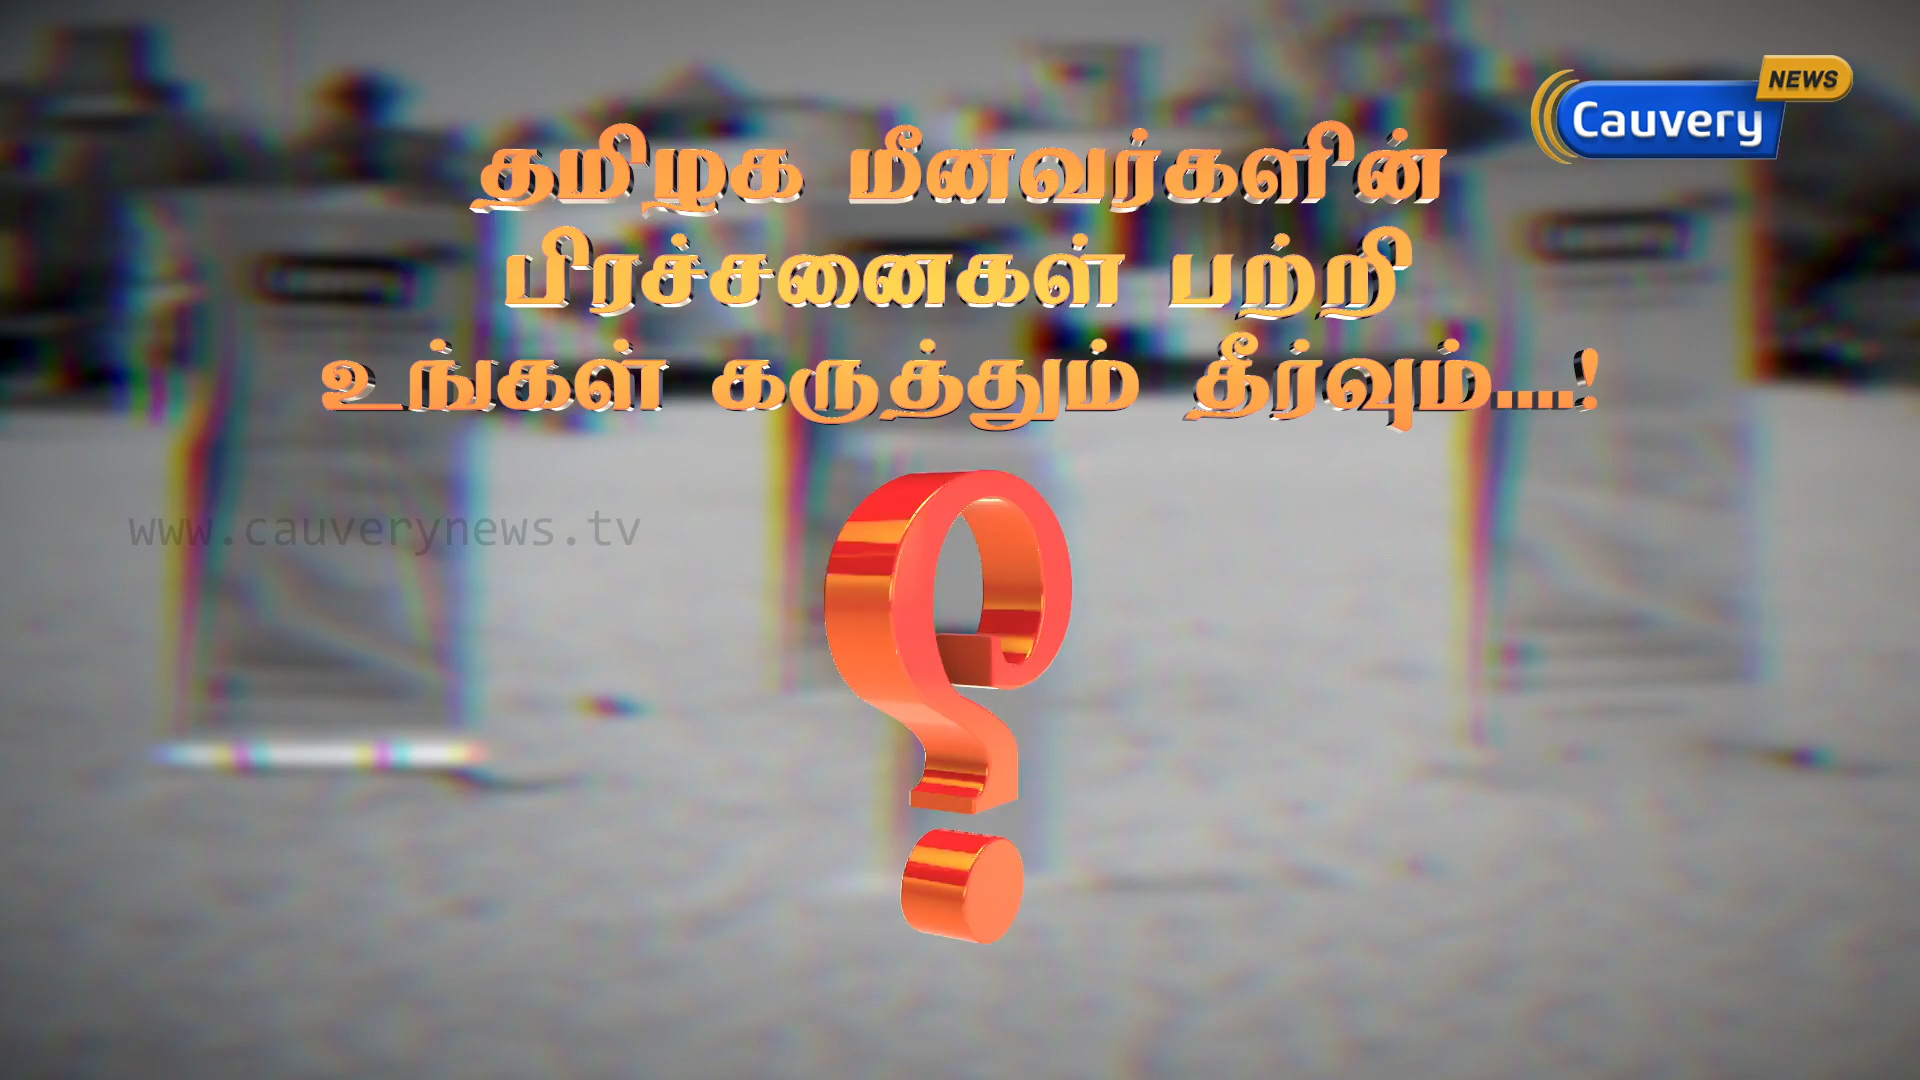 NEWS
Cauvery
தமிழக மீனவர்களின்
பிரச்சனைகள் பற்றி
உங்கள் கருத்தும் தீர்வும்....!
www.cauverynews.tv
?